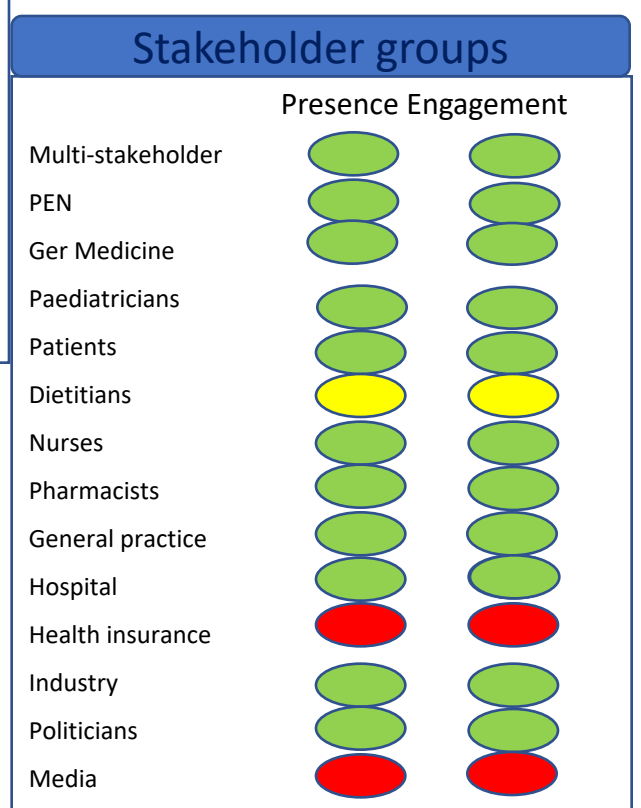 Stakeholder groups
Presence Engagement
Multi-stakeholder
PEN
Ger Medicine
Paediatricians
Patients
Dietitians
Nurses
Pharmacists
General practice
Hospital
Health insurance
Industry
Politicians
Media